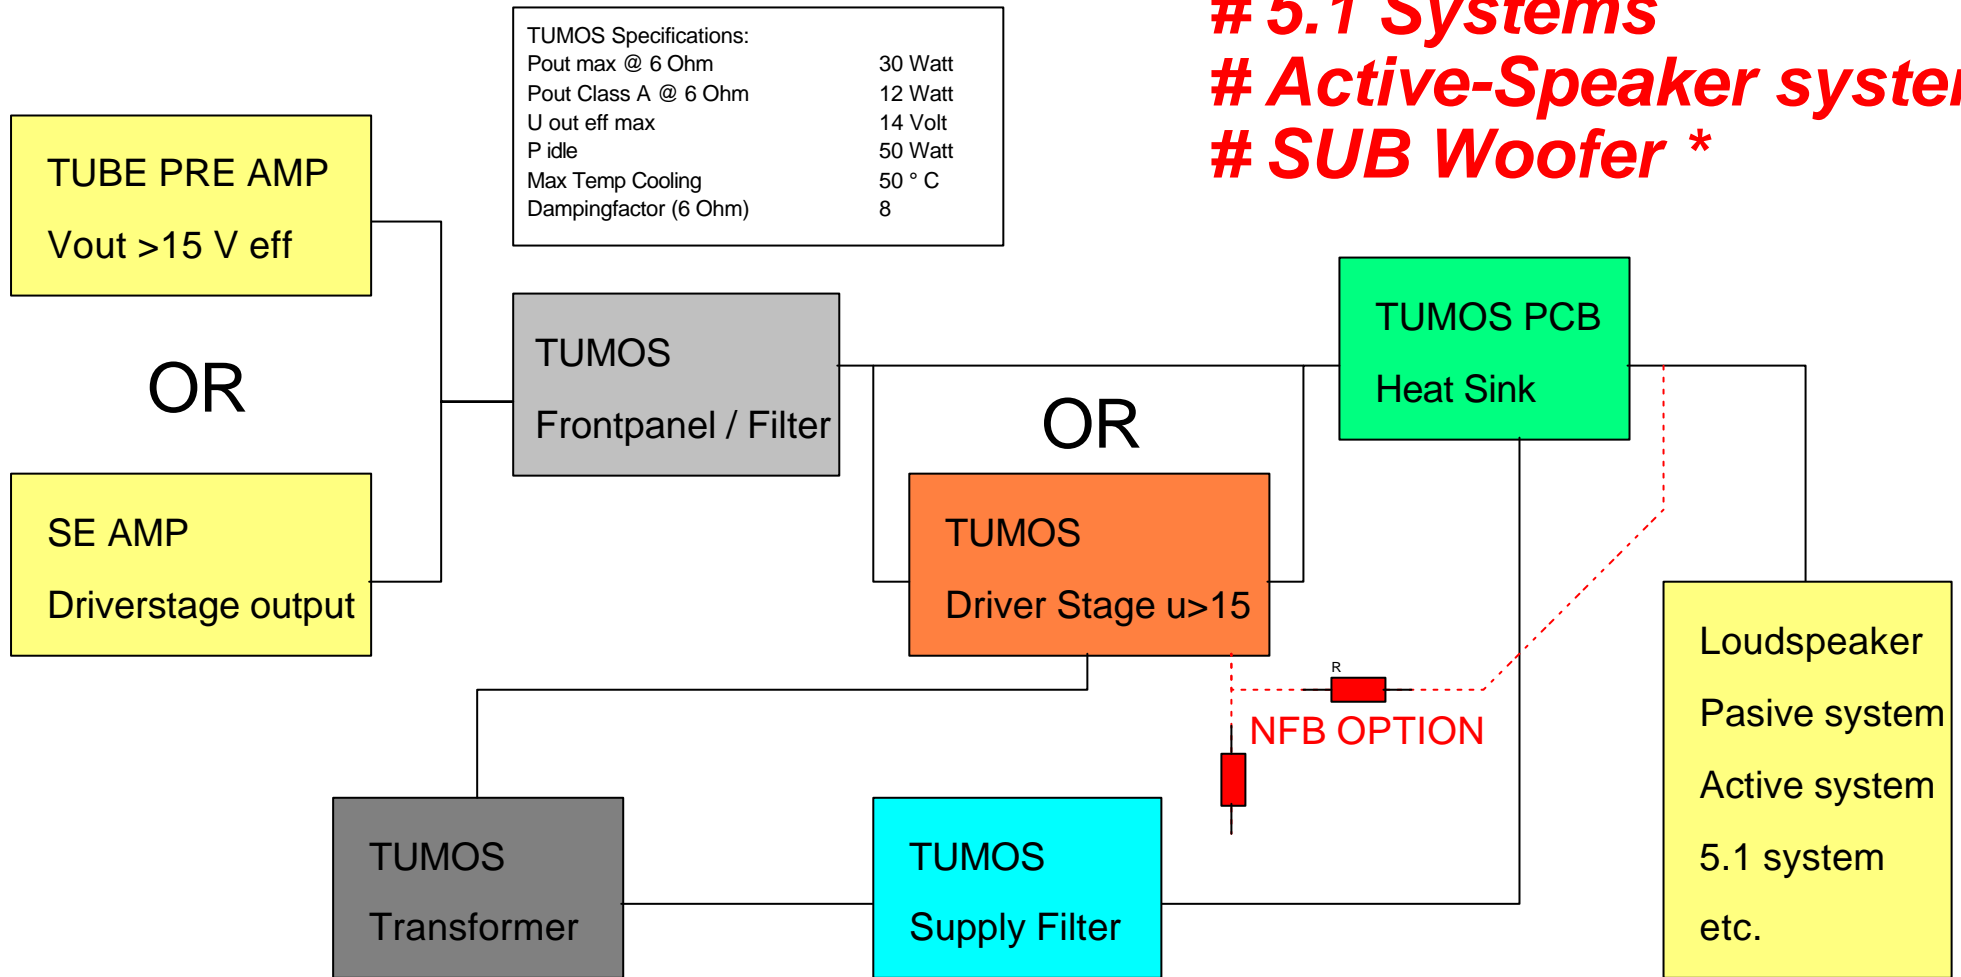 # 5.1 Systems
# Active-Speaker system
# SUB Woofer *
TUMOS Specifications:
Pout max @ 6 Ohm 30 Watt
Pout Class A @ 6 Ohm 12 Watt
U out eff max 14 Volt
P idle 50 Watt
Max Temp Cooling 50 ° C
Dampingfactor (6 Ohm) 8
TUBE PRE AMP
Vout >15 V eff
OR
SE AMP
Driverstage output
TUMOS
Frontpanel / Filter
OR
TUMOS
Driver Stage u>15
TUMOS PCB
Heat Sink
R
NFB OPTION
Loudspeaker
Pasive system
Active system
5.1 system
etc.
TUMOS
Transformer
TUMOS
Supply Filter